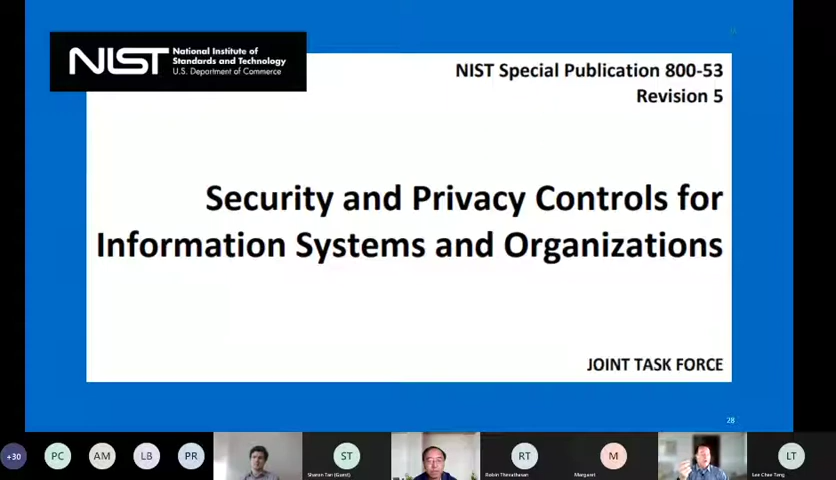 NIST
National Institute of
Standards and Technology
U.S. Department of Commerce
NIST Special Publication 800-53
Revision 5
Security and Privacy Controls for
Information Systems and Organizations
JOINT TASK FORCE
28
+30
PC
AM
LB
PR
ST
Sharon Tan (Guest)
RT
Robin Therathanan
M
Margaret
LT
Lee Chee Teng